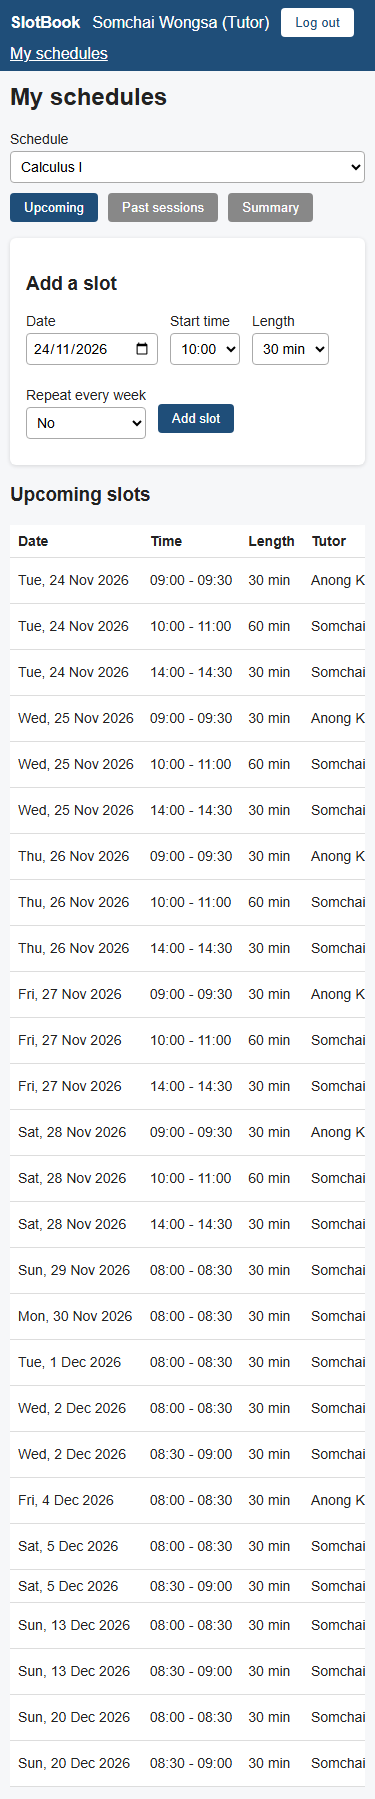 SlotBook Somchai Wongsa (Tutor) Log out
My schedules
My schedules
Schedule
Calculus I
Upcoming Past sessions Summary
Add a slot
Date Start time Length
24/11/2026 10:00 30 min
Repeat every week
No Add slot
Upcoming slots
Date Time Length Tutor
Tue, 24 Nov 2026 09:00 - 09:30 30 min Anong K
Tue, 24 Nov 2026 10:00 - 11:00 60 min Somchai
Tue, 24 Nov 2026 14:00 - 14:30 30 min Somchai
Wed, 25 Nov 2026 09:00 - 09:30 30 min Anong K
Wed, 25 Nov 2026 10:00 - 11:00 60 min Somchai
Wed, 25 Nov 2026 14:00 - 14:30 30 min Somchai
Thu, 26 Nov 2026 09:00 - 09:30 30 min Anong K
Thu, 26 Nov 2026 10:00 - 11:00 60 min Somchai
Thu, 26 Nov 2026 14:00 - 14:30 30 min Somchai
Fri, 27 Nov 2026 09:00 - 09:30 30 min Anong K
Fri, 27 Nov 2026 10:00 - 11:00 60 min Somchai
Fri, 27 Nov 2026 14:00 - 14:30 30 min Somchai
Sat, 28 Nov 2026 09:00 - 09:30 30 min Anong K
Sat, 28 Nov 2026 10:00 - 11:00 60 min Somchai
Sat, 28 Nov 2026 14:00 - 14:30 30 min Somchai
Sun, 29 Nov 2026 08:00 - 08:30 30 min Somchai
Mon, 30 Nov 2026 08:00 - 08:30 30 min Somchai
Tue, 1 Dec 2026 08:00 - 08:30 30 min Somchai
Wed, 2 Dec 2026 08:00 - 08:30 30 min Somchai
Wed, 2 Dec 2026 08:30 - 09:00 30 min Somchai
Fri, 4 Dec 2026 08:00 - 08:30 30 min Anong K
Sat, 5 Dec 2026 08:00 - 08:30 30 min Somchai
Sat, 5 Dec 2026 08:30 - 09:00 30 min Somchai
Sun, 13 Dec 2026 08:00 - 08:30 30 min Somchai
Sun, 13 Dec 2026 08:30 - 09:00 30 min Somchai
Sun, 20 Dec 2026 08:00 - 08:30 30 min Somchai
Sun, 20 Dec 2026 08:30 - 09:00 30 min Somchai